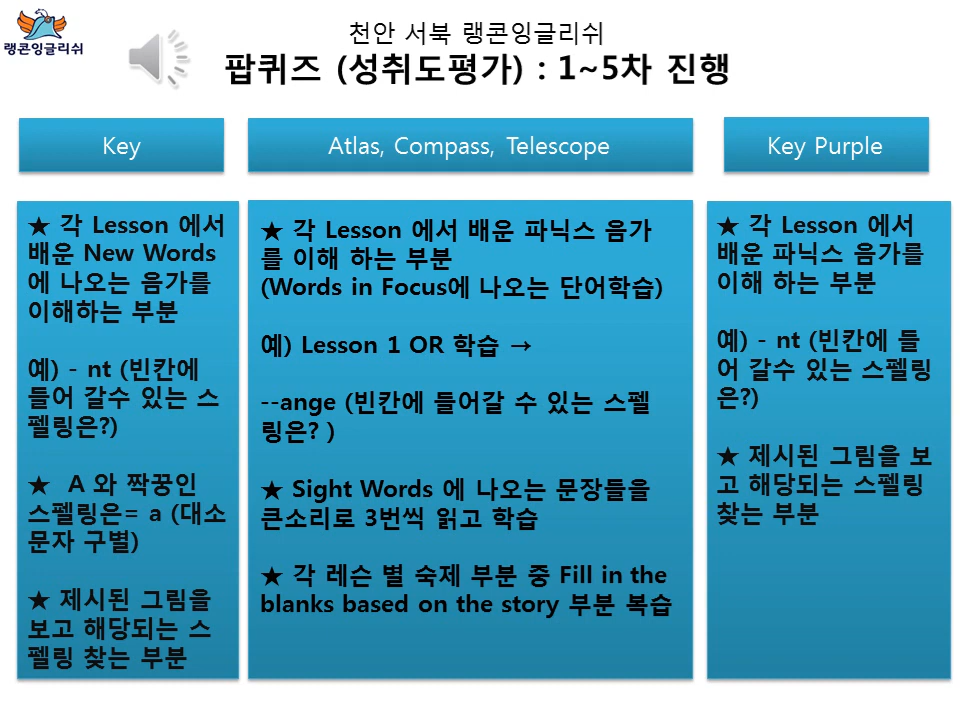 랭콘잉글리쉬
천안 서북 랭콘잉글리쉬
팝퀴즈 (성취도평가) : 1~5차 진행
Key
★ 각 Lesson 에서
배운 New Words
에 나오는 음가를
이해하는 부분
예) - nt (빈칸에
들어 갈수 있는 스
펠링은?)
★ A 와 짝꿍인
스펠링은= a (대소
문자 구별)
★ 제시된 그림을
보고 해당되는 스
펠링 찾는 부분
Atlas, Compass, Telescope
★ 각 Lesson 에서 배운 파닉스 음가
를 이해 하는 부분
(Words in Focus에 나오는 단어학습)
예) Lesson 1 OR 학습 →
--ange (빈칸에 들어갈 수 있는 스펠
링은? )
★ Sight Words 에 나오는 문장들을
큰소리로 3번씩 읽고 학습
★ 각 레슨 별 숙제 부분 중 Fill in the
blanks based on the story 부분 복습
Key Purple
★ 각 Lesson 에서
배운 파닉스 음가를
이해 하는 부분
예) - nt (빈칸에 들
어 갈수 있는 스펠링
은?)
★ 제시된 그림을 보
고 해당되는 스펠링
찾는 부분